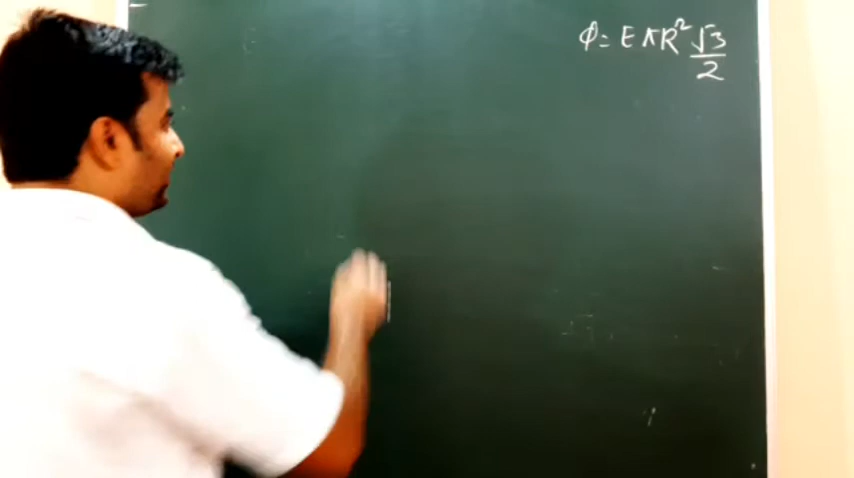 φ = EπR² √3/2